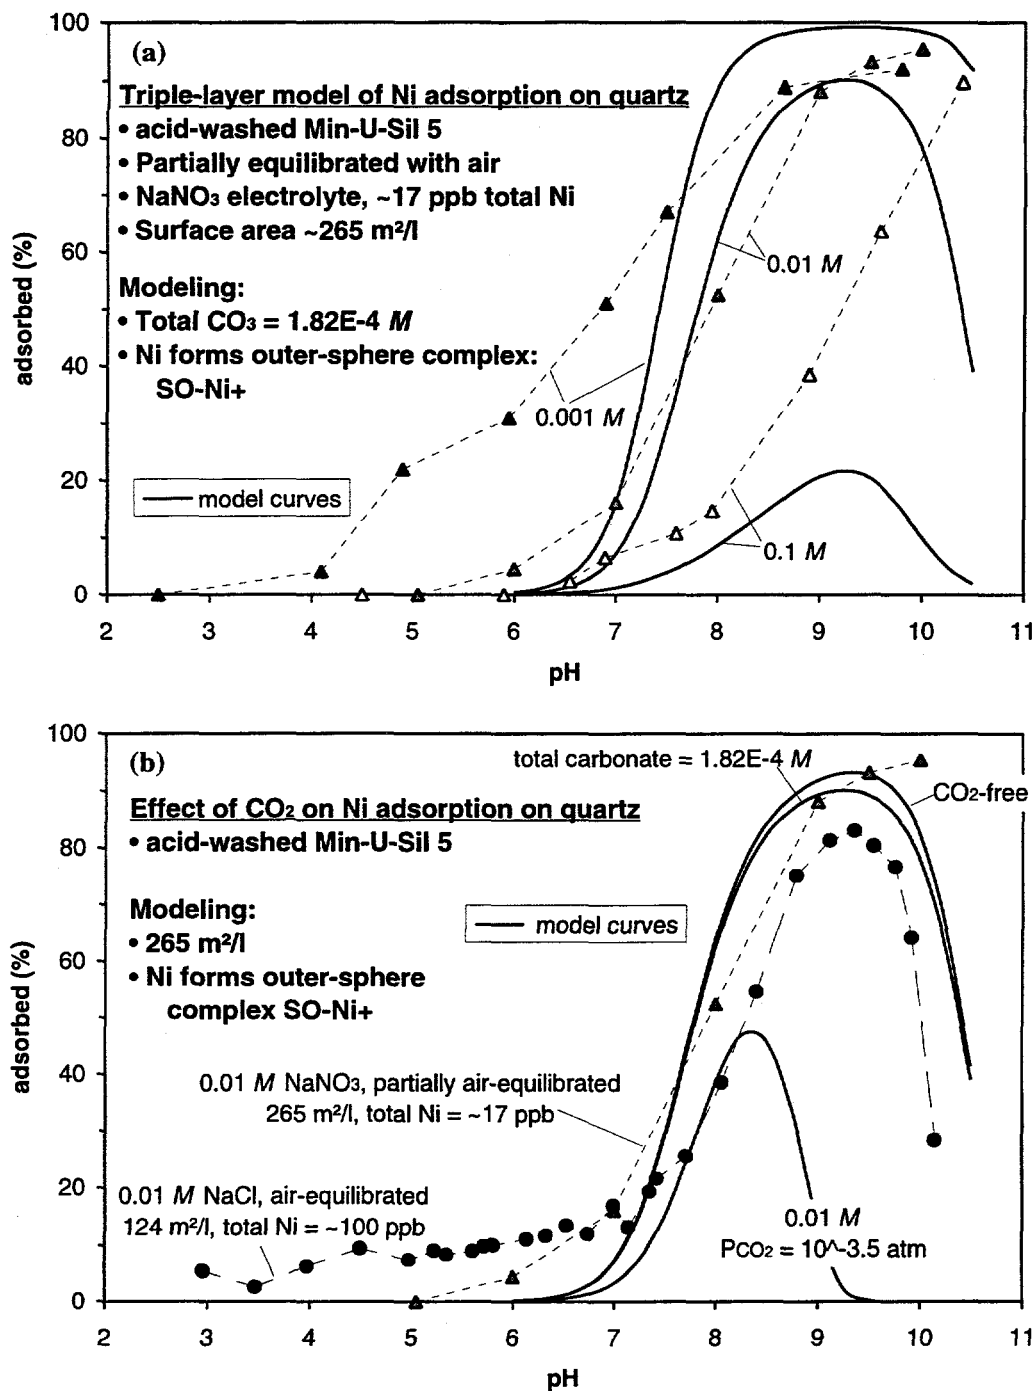 100
80
60
40
20
0
adsorbed (%)
(a)
Triple-layer model of Ni adsorption on quartz
• acid-washed Min-U-Sil 5
• Partially equilibrated with air
• NaNO₃ electrolyte, ~17 ppb total Ni
• Surface area ~265 m²/l
Modeling:
• Total CO₃ = 1.82E-4 M
• Ni forms outer-sphere complex:
SO-Ni+
0.01 M
0.001 M
0.1 M
model curves
2 3 4 5 6 7 8 9 10 11
pH
100
80
60
40
20
0
adsorbed (%)
(b)
total carbonate = 1.82E-4 M
CO₂-free
Effect of CO₂ on Ni adsorption on quartz
• acid-washed Min-U-Sil 5
Modeling:
• 265 m²/l
• Ni forms outer-sphere
complex SO-Ni+
model curves
0.01 M NaNO₃, partially air-equilibrated
265 m²/l, total Ni = ~17 ppb
0.01 M NaCl, air-equilibrated
124 m²/l, total Ni = ~100 ppb
0.01 M
PCO₂ = 10^-3.5 atm
2 3 4 5 6 7 8 9 10 11
pH